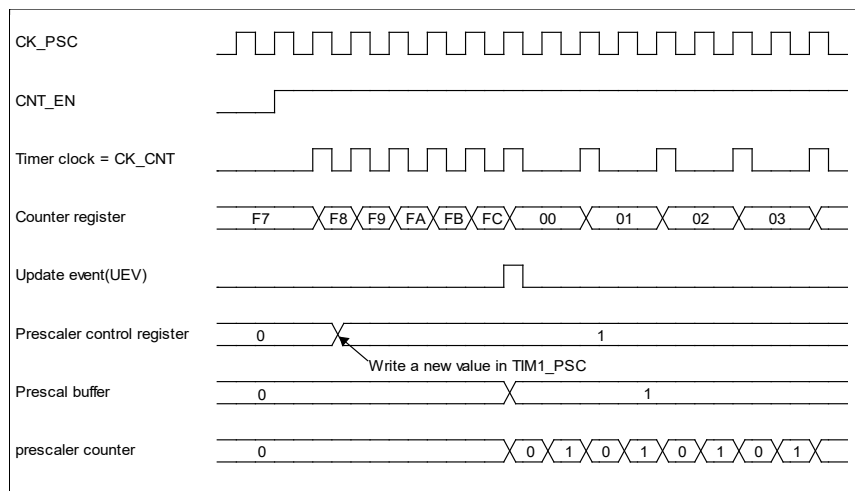 CK_PSC
CNT_EN
Timer clock = CK_CNT
Counter register
F7 F8 F9 FA FB FC 00 01 02 03
Update event(UEV)
Prescaler control register
0 1
Write a new value in TIM1_PSC
Prescal buffer
0 1
prescaler counter
0 0 1 0 1 0 1 0 1